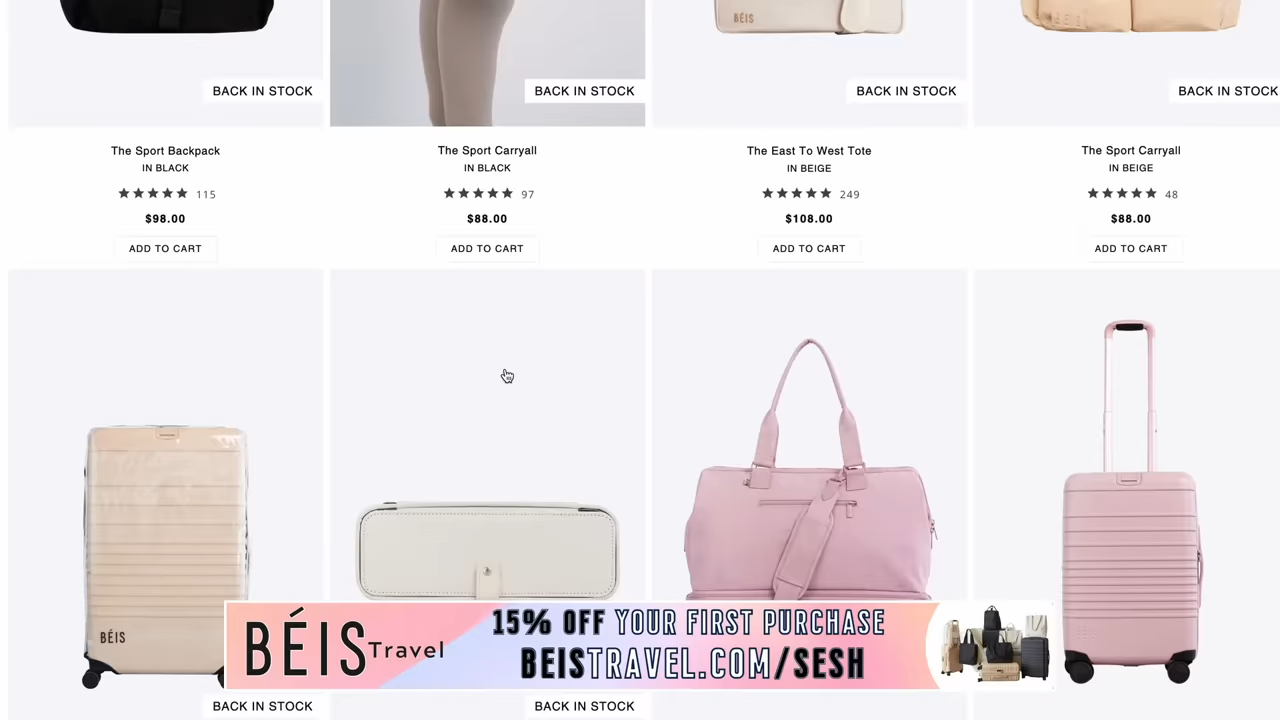 BÉIS
BÉIS
BACK IN STOCK
BACK IN STOCK
BACK IN STOCK
BACK IN STOCK
The Sport Backpack
IN BLACK
115
$98.00
ADD TO CART
The Sport Carryall
IN BLACK
97
$88.00
ADD TO CART
The East To West Tote
IN BEIGE
249
$108.00
ADD TO CART
The Sport Carryall
IN BEIGE
48
$88.00
ADD TO CART
BÉIS
BÉIS Travel
15% OFF YOUR FIRST PURCHASE
BEISTRAVEL.COM/SESH
BACK IN STOCK
BACK IN STOCK